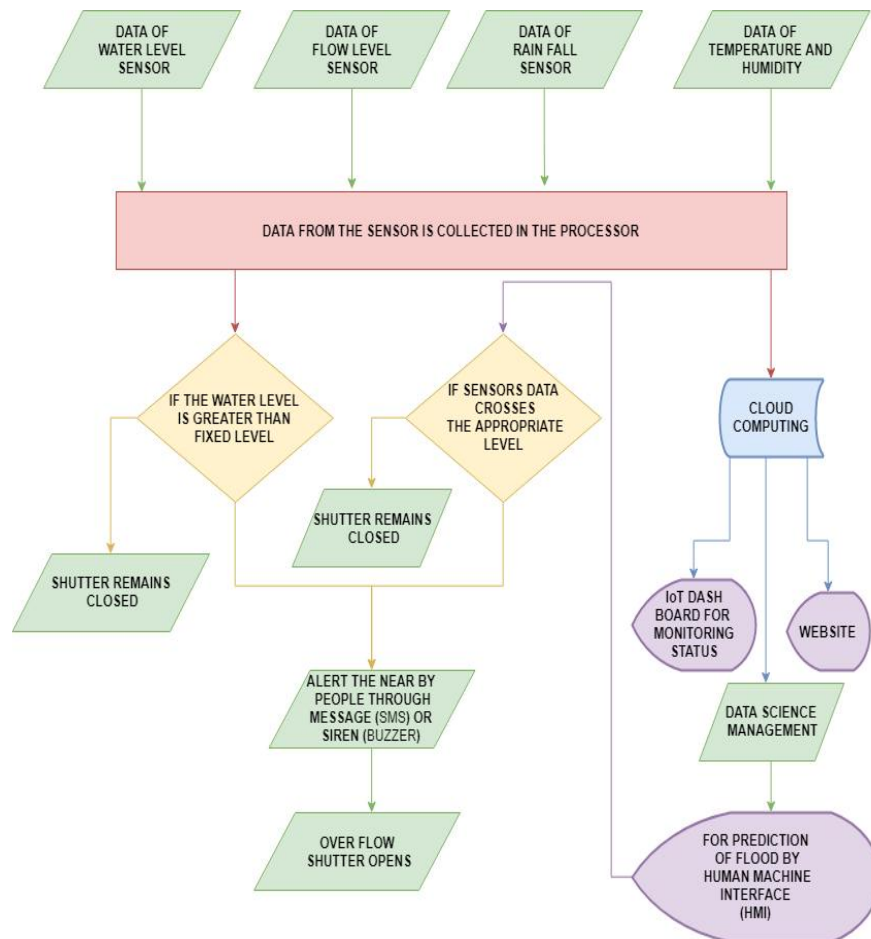 DATA OF
WATER LEVEL
SENSOR
DATA OF
FLOW LEVEL
SENSOR
DATA OF
RAIN FALL
SENSOR
DATA OF
TEMPERATURE AND
HUMIDITY
DATA FROM THE SENSOR IS COLLECTED IN THE PROCESSOR
IF THE WATER LEVEL
IS GREATER THAN
FIXED LEVEL
IF SENSORS DATA
CROSSES
THE APPROPRIATE
LEVEL
CLOUD
COMPUTING
SHUTTER REMAINS
CLOSED
SHUTTER REMAINS
CLOSED
IoT DASH
BOARD FOR
MONITORING
STATUS
WEBSITE
ALERT THE NEAR BY
PEOPLE THROUGH
MESSAGE (SMS) OR
SIREN (BUZZER)
DATA SCIENCE
MANAGEMENT
OVER FLOW
SHUTTER OPENS
FOR PREDICTION
OF FLOOD BY
HUMAN MACHINE
INTERFACE
(HMI)